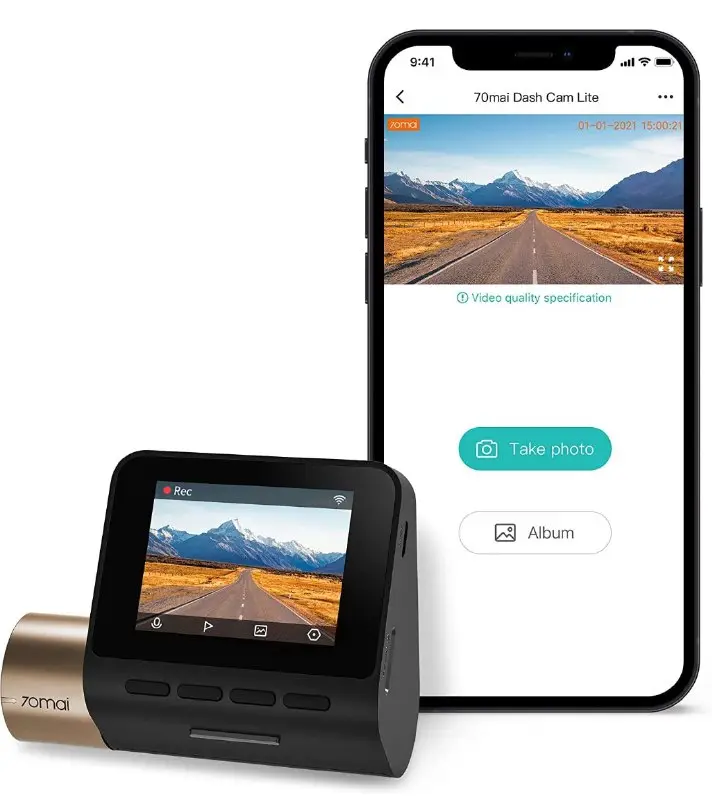 9:41
70mai Dash Cam Lite
70mai 01-01-2021 15:00:21
Video quality specification
Take photo
Album
Rec
70mai